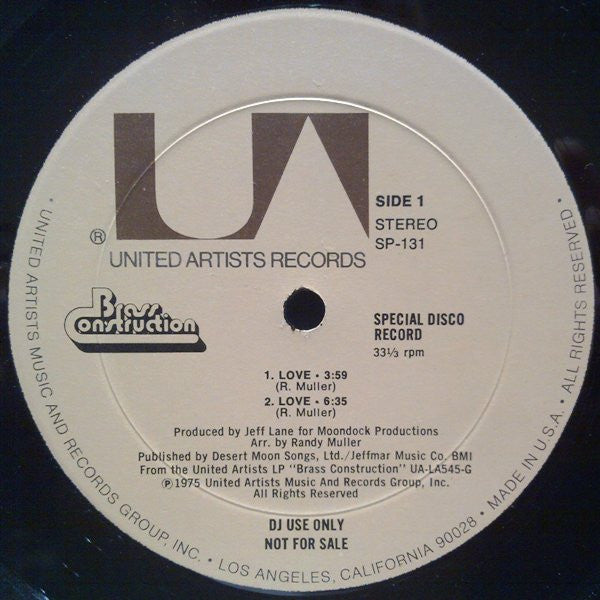 UA
SIDE 1
STEREO
SP-131
®
UNITED ARTISTS RECORDS
Brass
Construction
SPECIAL DISCO
RECORD
33⅓ rpm
1. LOVE • 3:59
(R. Muller)
2. LOVE • 6:35
(R. Muller)
Produced by Jeff Lane for Moondock Productions
Arr. by Randy Muller
Published by Desert Moon Songs, Ltd./Jeffmar Music Co. BMI
From the United Artists LP "Brass Construction" UA-LA545-G
℗1975 United Artists Music And Records Group, Inc.
All Rights Reserved
DJ USE ONLY
NOT FOR SALE
• UNITED ARTISTS MUSIC AND RECORDS GROUP, INC. • LOS ANGELES, CALIFORNIA 90028 • MADE IN U.S.A. • ALL RIGHTS RESERVED •